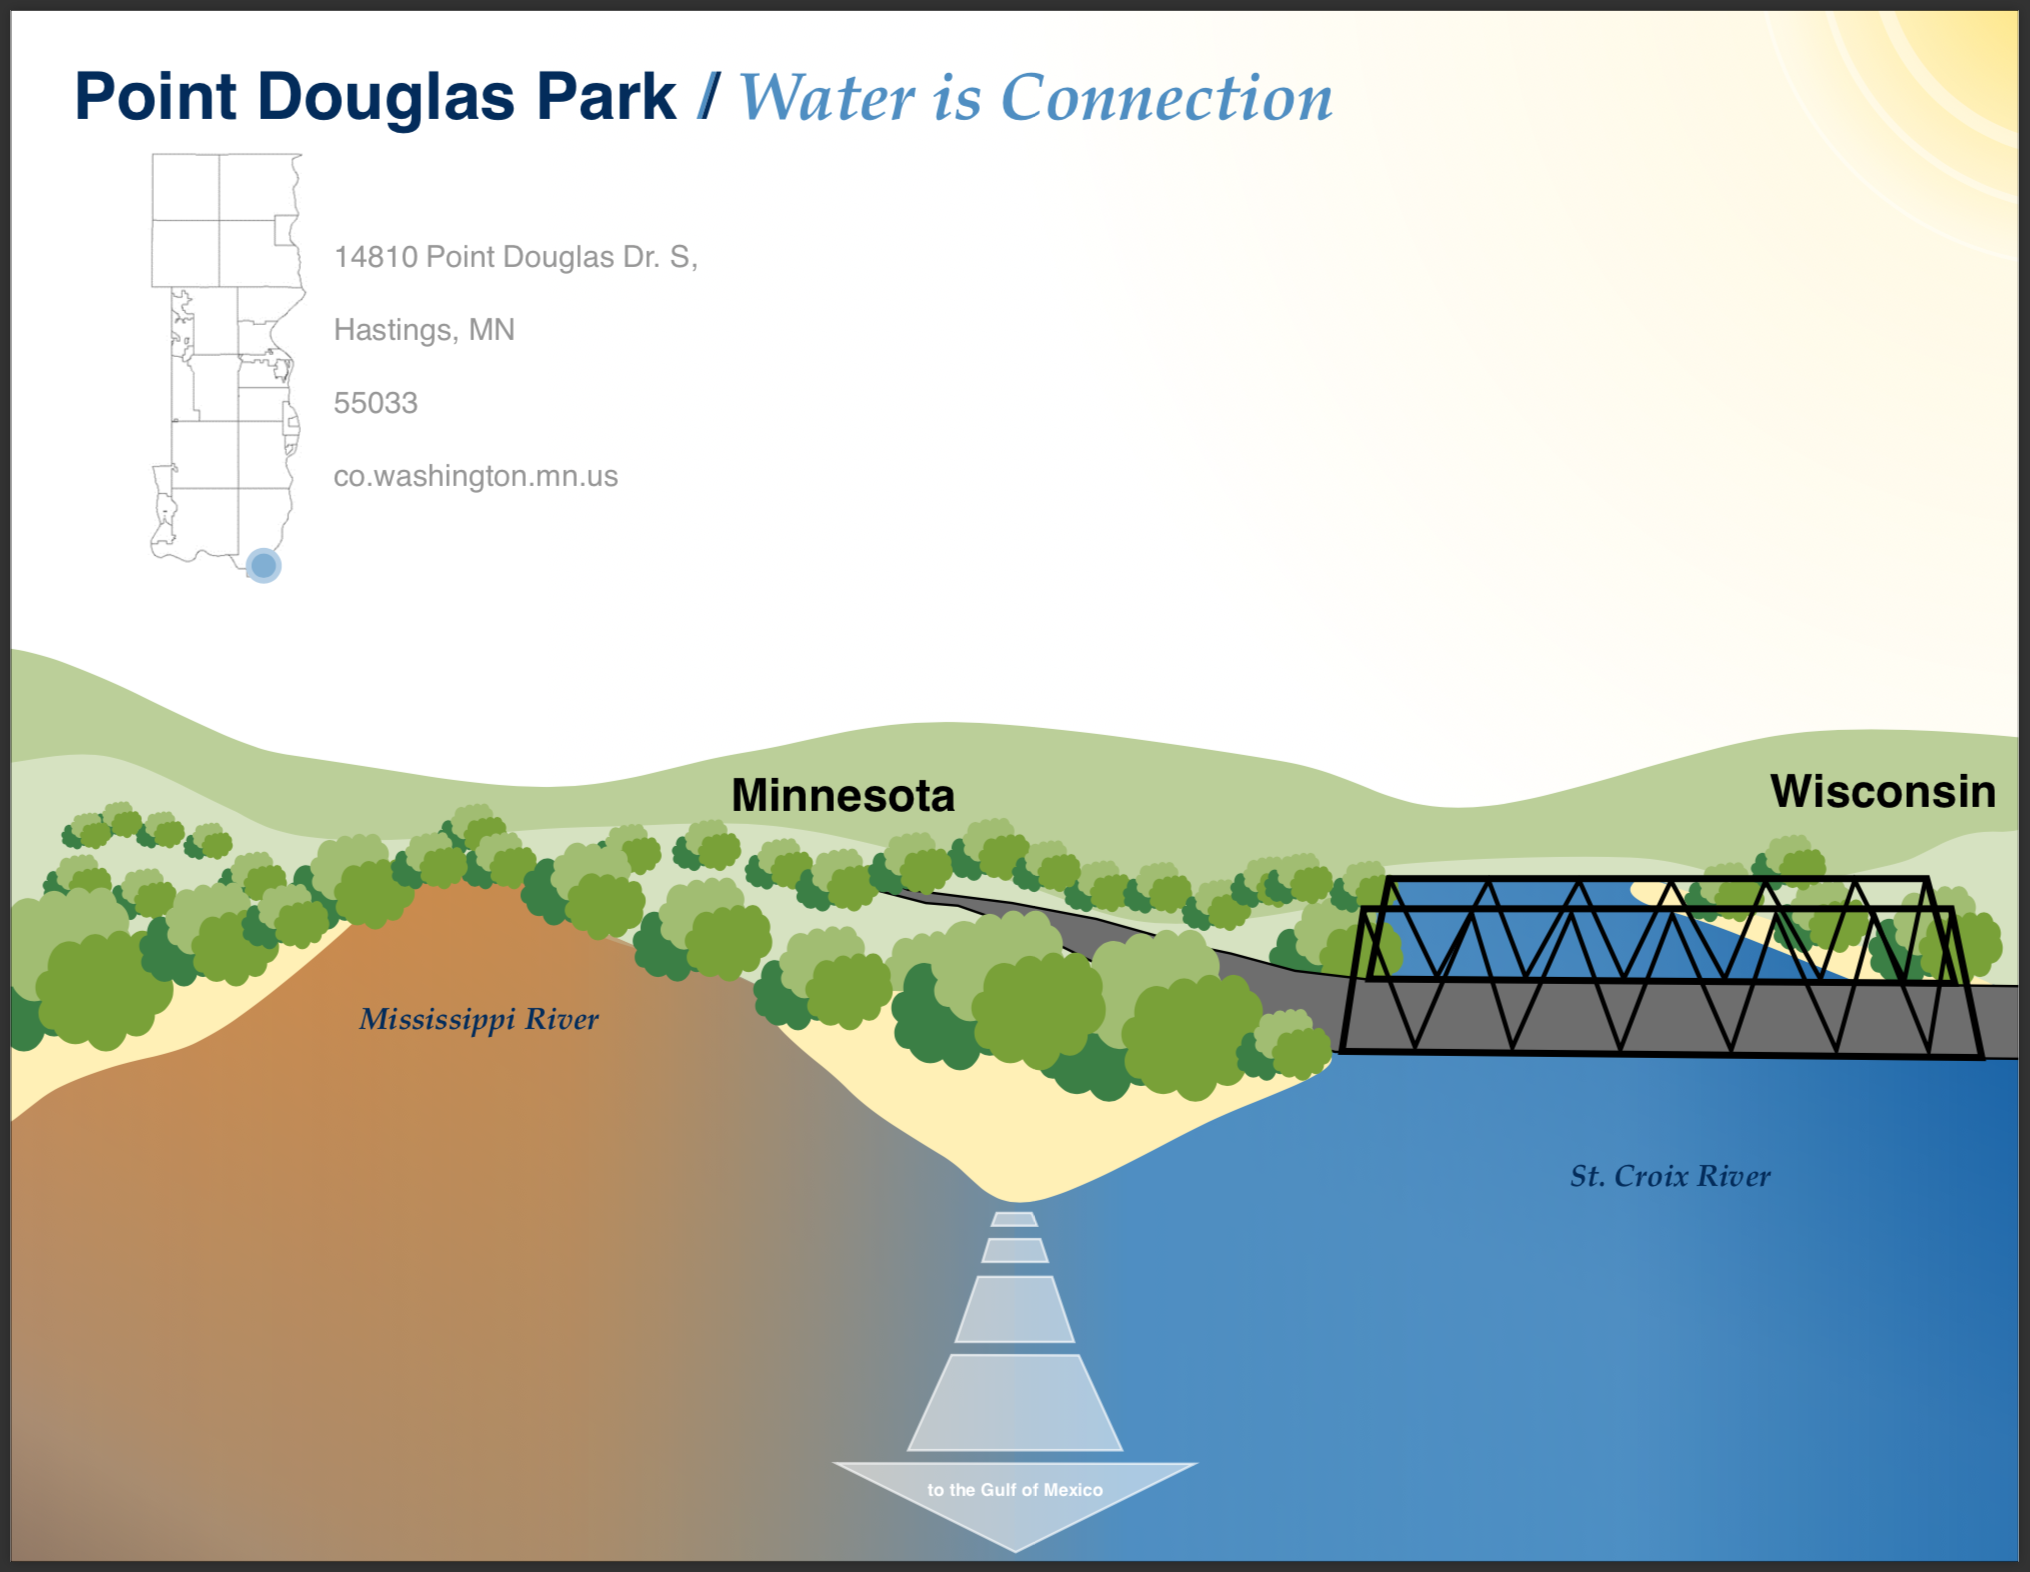 Point Douglas Park / Water is Connection
14810 Point Douglas Dr. S,
Hastings, MN
55033
co.washington.mn.us
Minnesota
Wisconsin
Mississippi River
St. Croix River
to the Gulf of Mexico